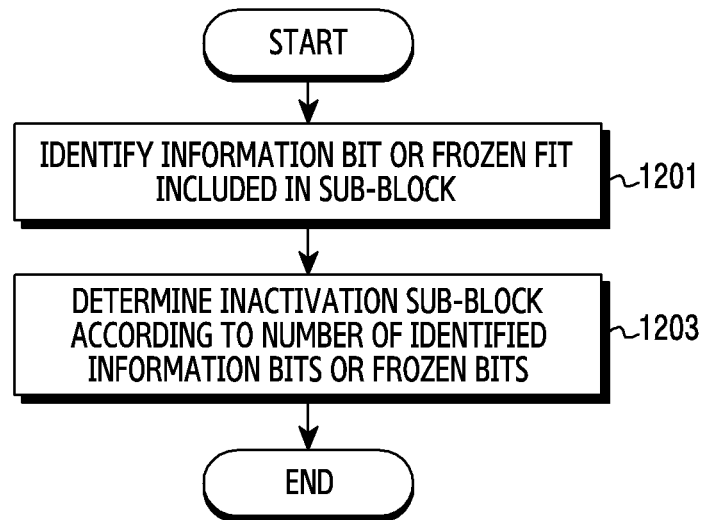 START
IDENTIFY INFORMATION BIT OR FROZEN FIT
INCLUDED IN SUB-BLOCK
1201
DETERMINE INACTIVATION SUB-BLOCK
ACCORDING TO NUMBER OF IDENTIFIED
INFORMATION BITS OR FROZEN BITS
1203
END